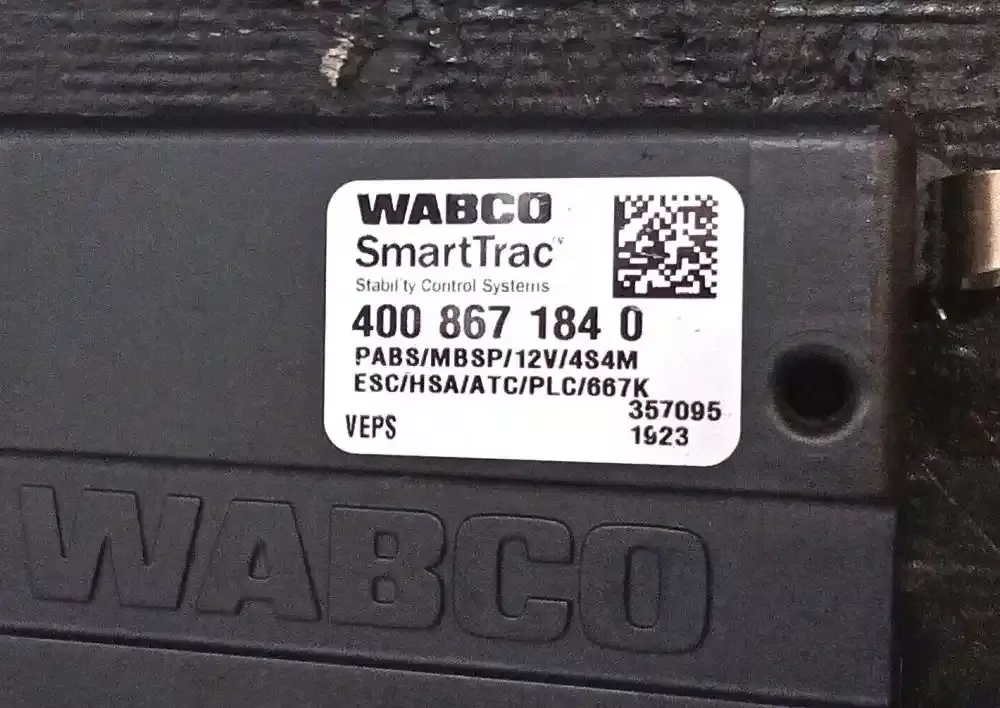 WABCO
SmartTrac™
Stability Control Systems
400 867 184 0
PABS/MBSP/12V/4S4M
ESC/HSA/ATC/PLC/667K
357095
VEPS
1923
WABCO